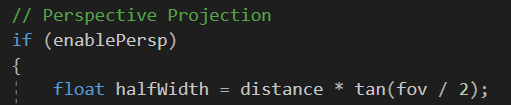 // Perspective Projection
if (enablePersp)
{
float halfWidth = distance * tan(fov / 2);